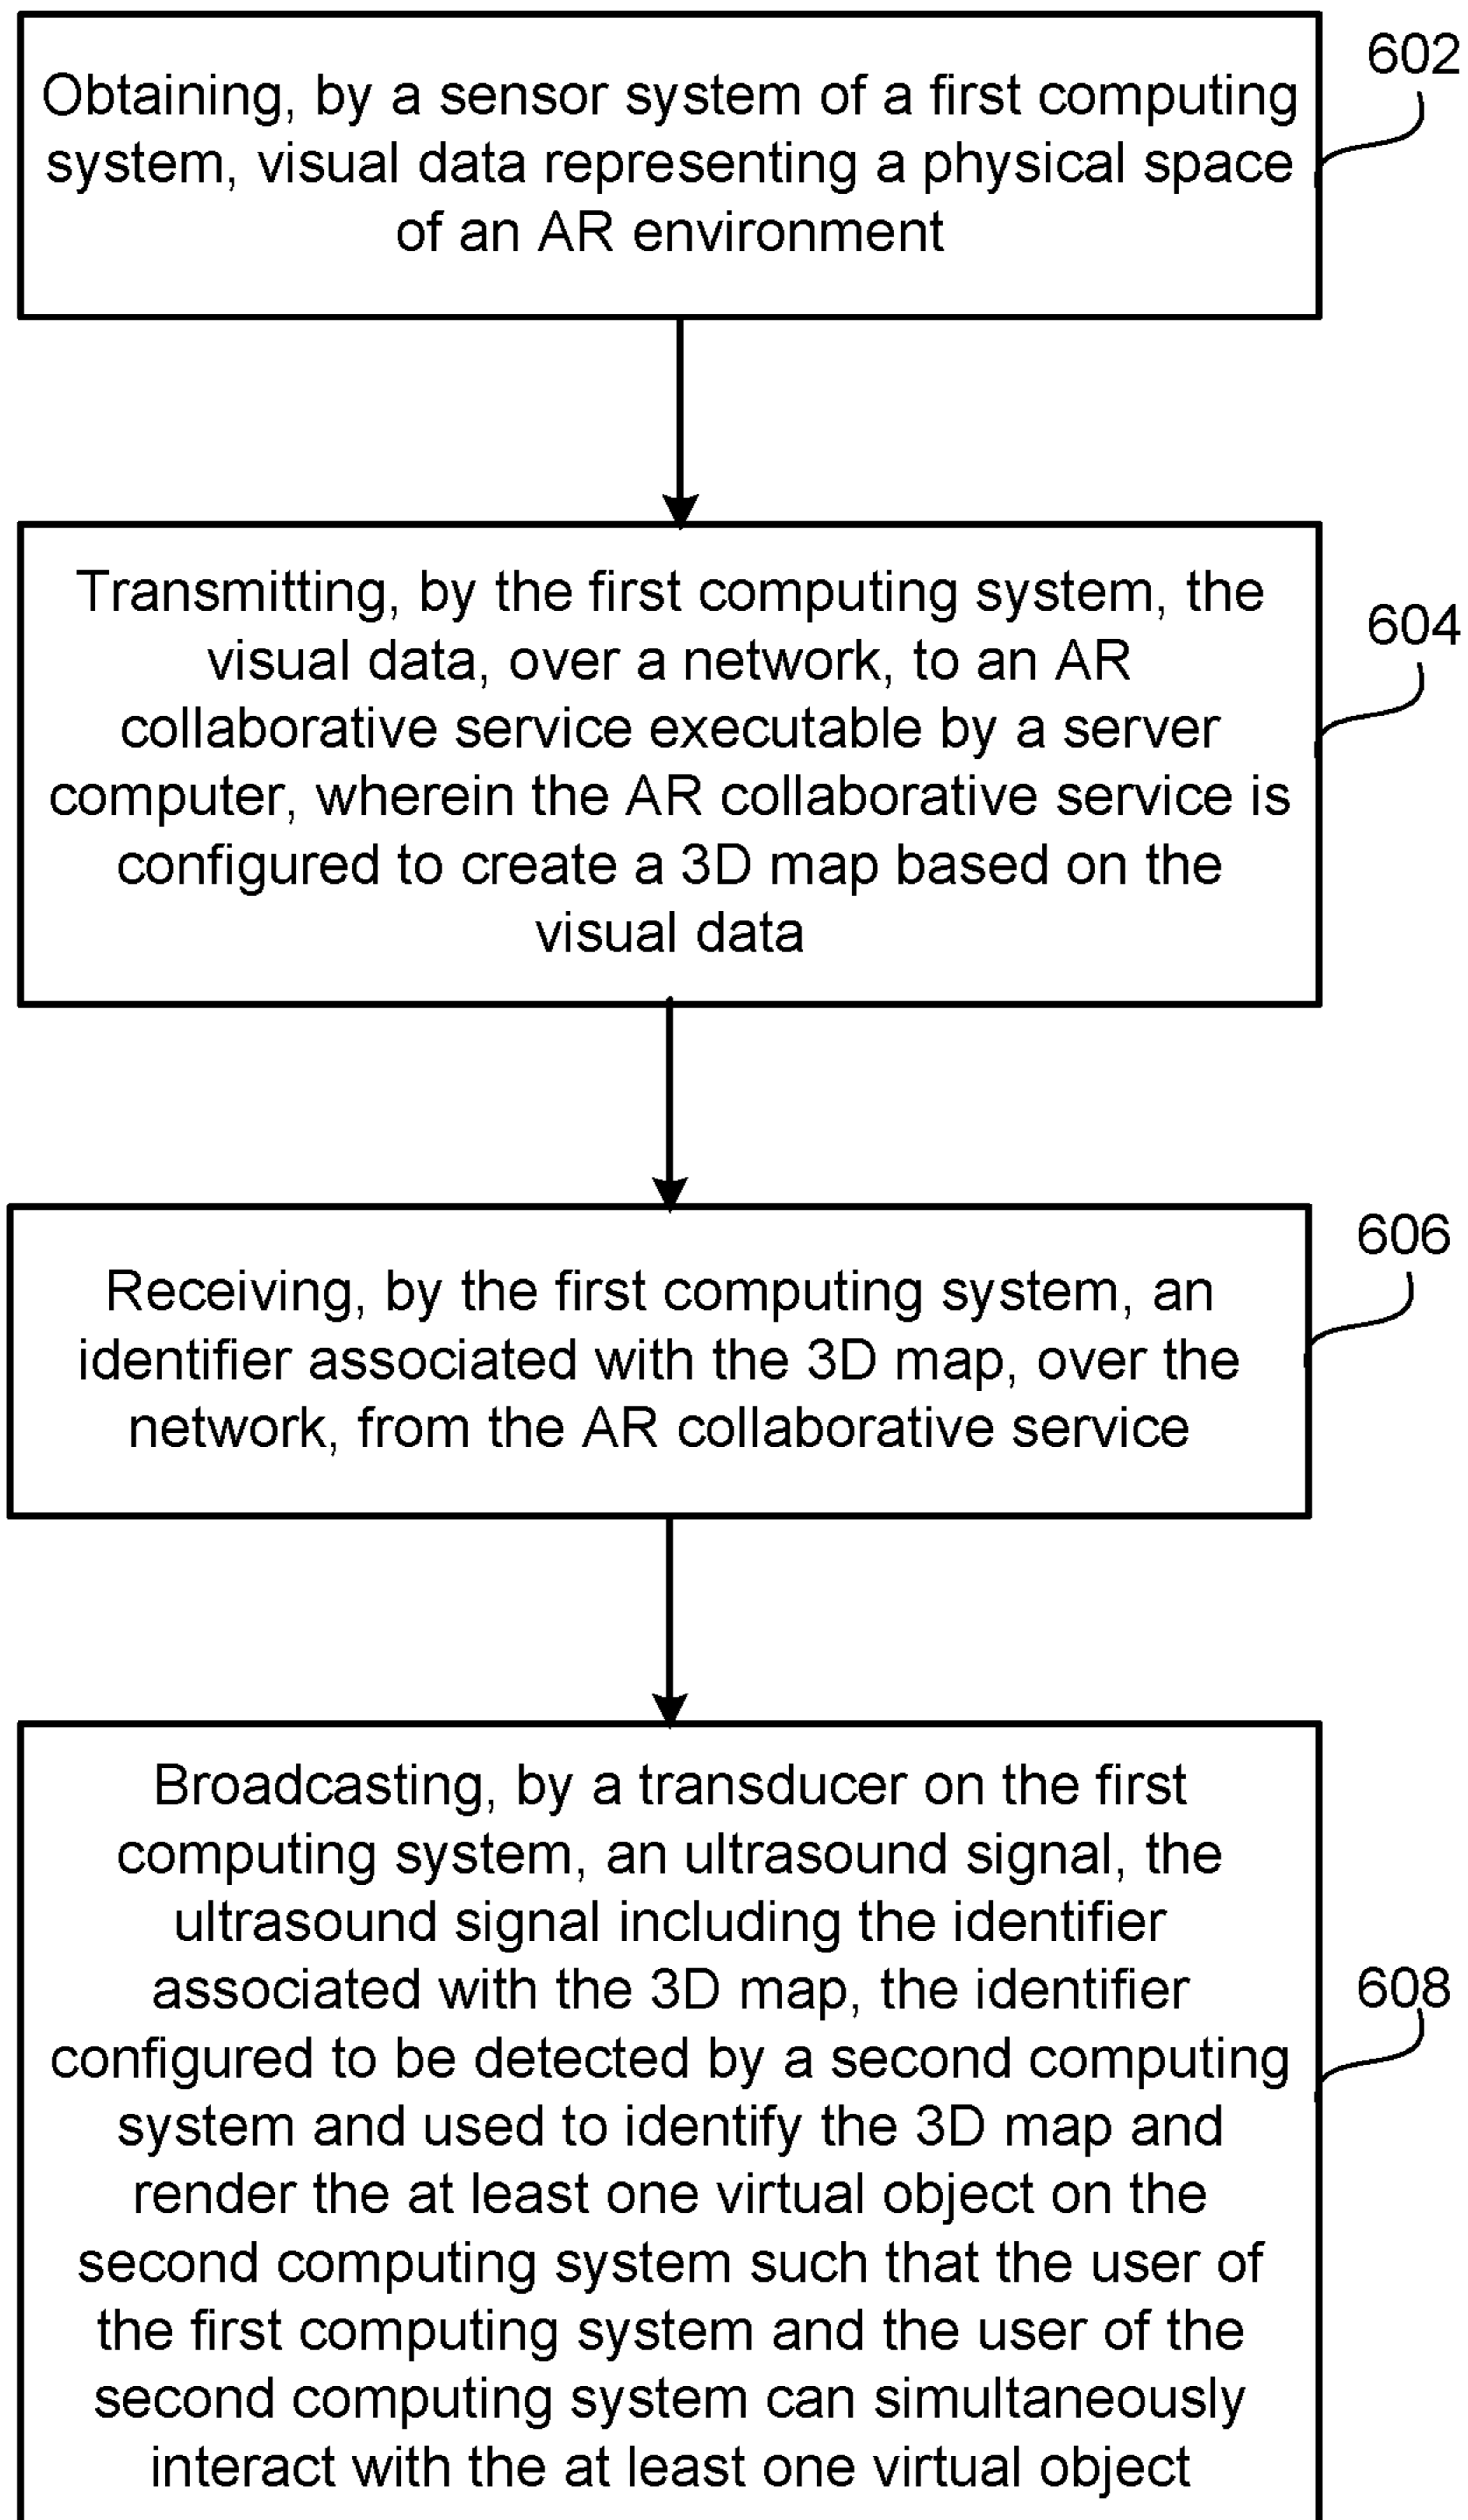 602
Obtaining, by a sensor system of a first computing
system, visual data representing a physical space
of an AR environment
604
Transmitting, by the first computing system, the
visual data, over a network, to an AR
collaborative service executable by a server
computer, wherein the AR collaborative service is
configured to create a 3D map based on the
visual data
606
Receiving, by the first computing system, an
identifier associated with the 3D map, over the
network, from the AR collaborative service
608
Broadcasting, by a transducer on the first
computing system, an ultrasound signal, the
ultrasound signal including the identifier
associated with the 3D map, the identifier
configured to be detected by a second computing
system and used to identify the 3D map and
render the at least one virtual object on the
second computing system such that the user of
the first computing system and the user of the
second computing system can simultaneously
interact with the at least one virtual object